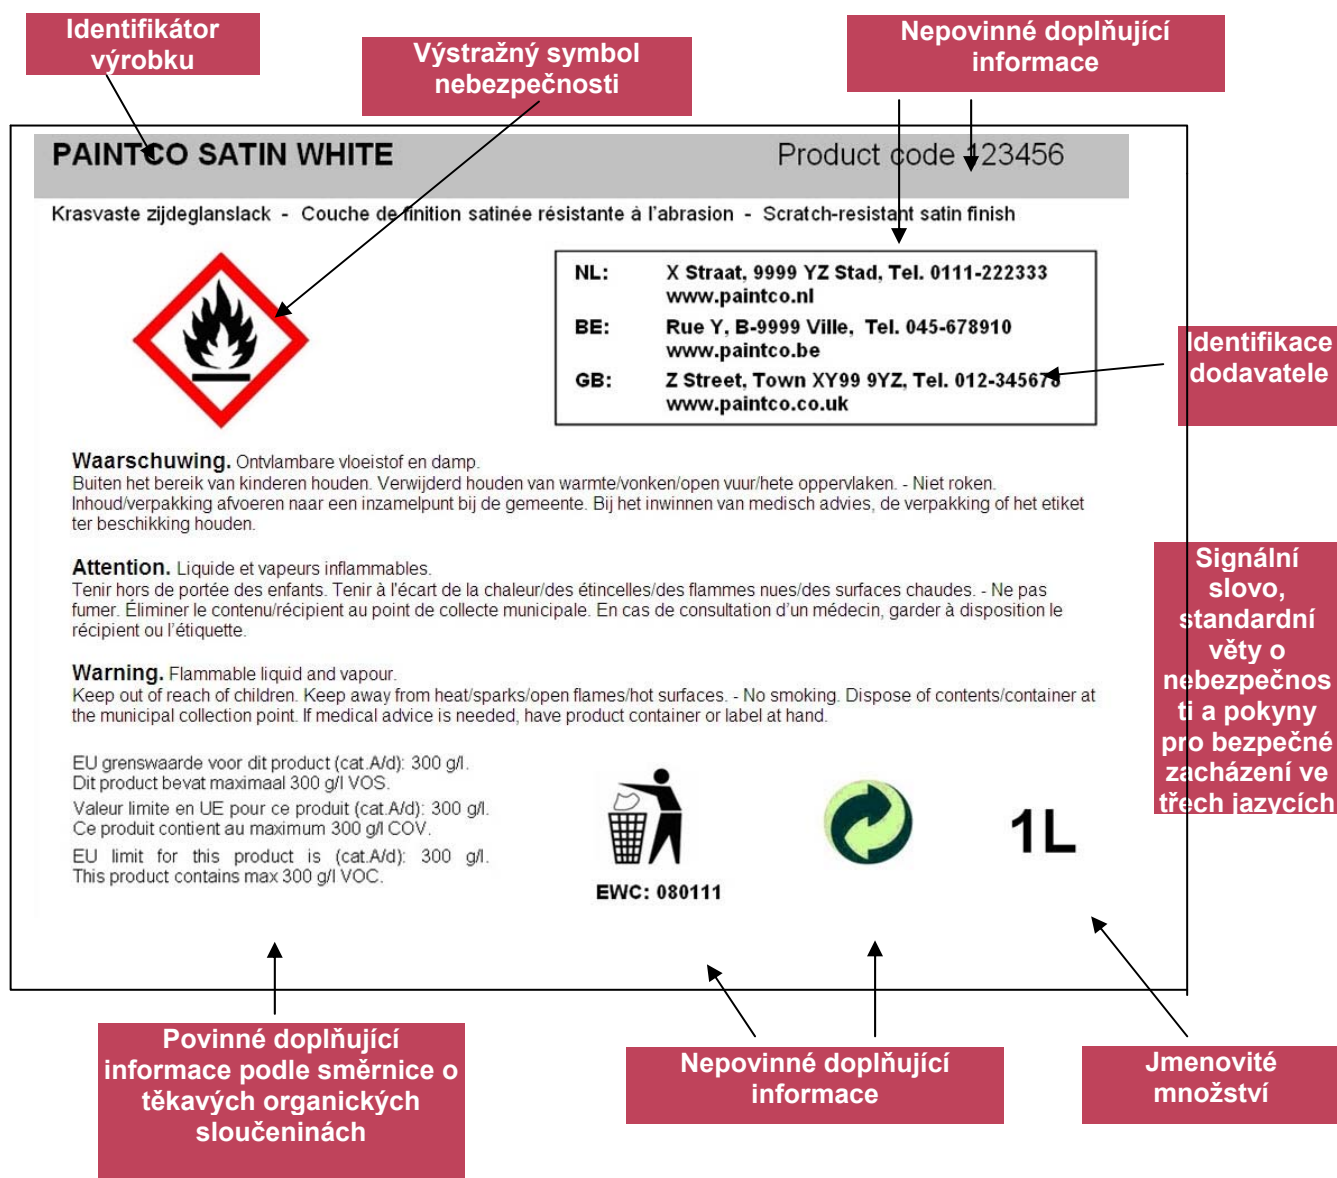 Identifikátor
výrobku
Výstražný symbol
nebezpečnosti
Nepovinné doplňující
informace
PAINTCO SATIN WHITE
Product code 123456
Krasvaste zijdeglanslack - Couche de finition satinée résistante à l'abrasion - Scratch-resistant satin finish
NL: X Straat, 9999 YZ Stad, Tel. 0111-222333
www.paintco.nl
BE: Rue Y, B-9999 Ville, Tel. 045-678910
www.paintco.be
GB: Z Street, Town XY99 9YZ, Tel. 012-345678
www.paintco.co.uk
Identifikace
dodavatele
Waarschuwing. Ontvlambare vloeistof en damp.
Buiten het bereik van kinderen houden. Verwijderd houden van warmte/vonken/open vuur/hete oppervlaken. - Niet roken.
Inhoud/verpakking afvoeren naar een inzamelpunt bij de gemeente. Bij het inwinnen van medisch advies, de verpakking of het etiket
ter beschikking houden.
Attention. Liquide et vapeurs inflammables.
Tenir hors de portée des enfants. Tenir à l'écart de la chaleur/des étincelles/des flammes nues/des surfaces chaudes. - Ne pas
fumer. Éliminer le contenu/récipient au point de collecte municipale. En cas de consultation d'un médecin, garder à disposition le
récipient ou l'étiquette.
Warning. Flammable liquid and vapour.
Keep out of reach of children. Keep away from heat/sparks/open flames/hot surfaces. - No smoking. Dispose of contents/container at
the municipal collection point. If medical advice is needed, have product container or label at hand.
Signální
slovo,
standardní
věty o
nebezpečnos
ti a pokyny
pro bezpečné
zacházení ve
třech jazycích
EU grenswaarde voor dit product (cat.A/d): 300 g/l.
Dit product bevat maximaal 300 g/l VOS.
Valeur limite en UE pour ce produit (cat.A/d): 300 g/l.
Ce produit contient au maximum 300 g/l COV.
EU limit for this product is (cat.A/d): 300 g/l.
This product contains max 300 g/l VOC.
EWC: 080111
1L
Povinné doplňující
informace podle směrnice o
těkavých organických
sloučeninách
Nepovinné doplňující
informace
Jmenovité
množství